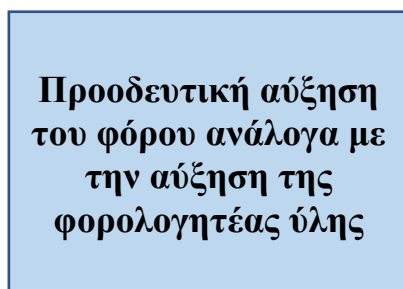 Προοδευτική αύξηση
του φόρου ανάλογα με
την αύξηση της
φορολογητέας ύλης